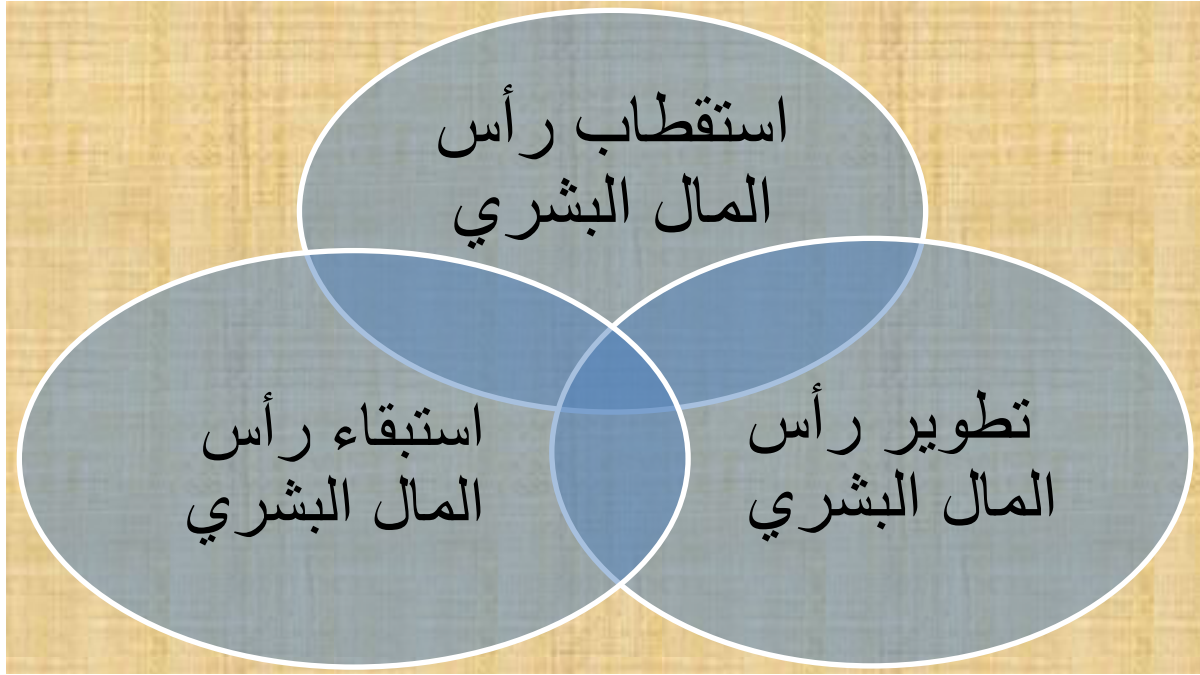 استقطاب رأس
المال البشري
تطوير رأس
المال البشري
استبقاء رأس
المال البشري